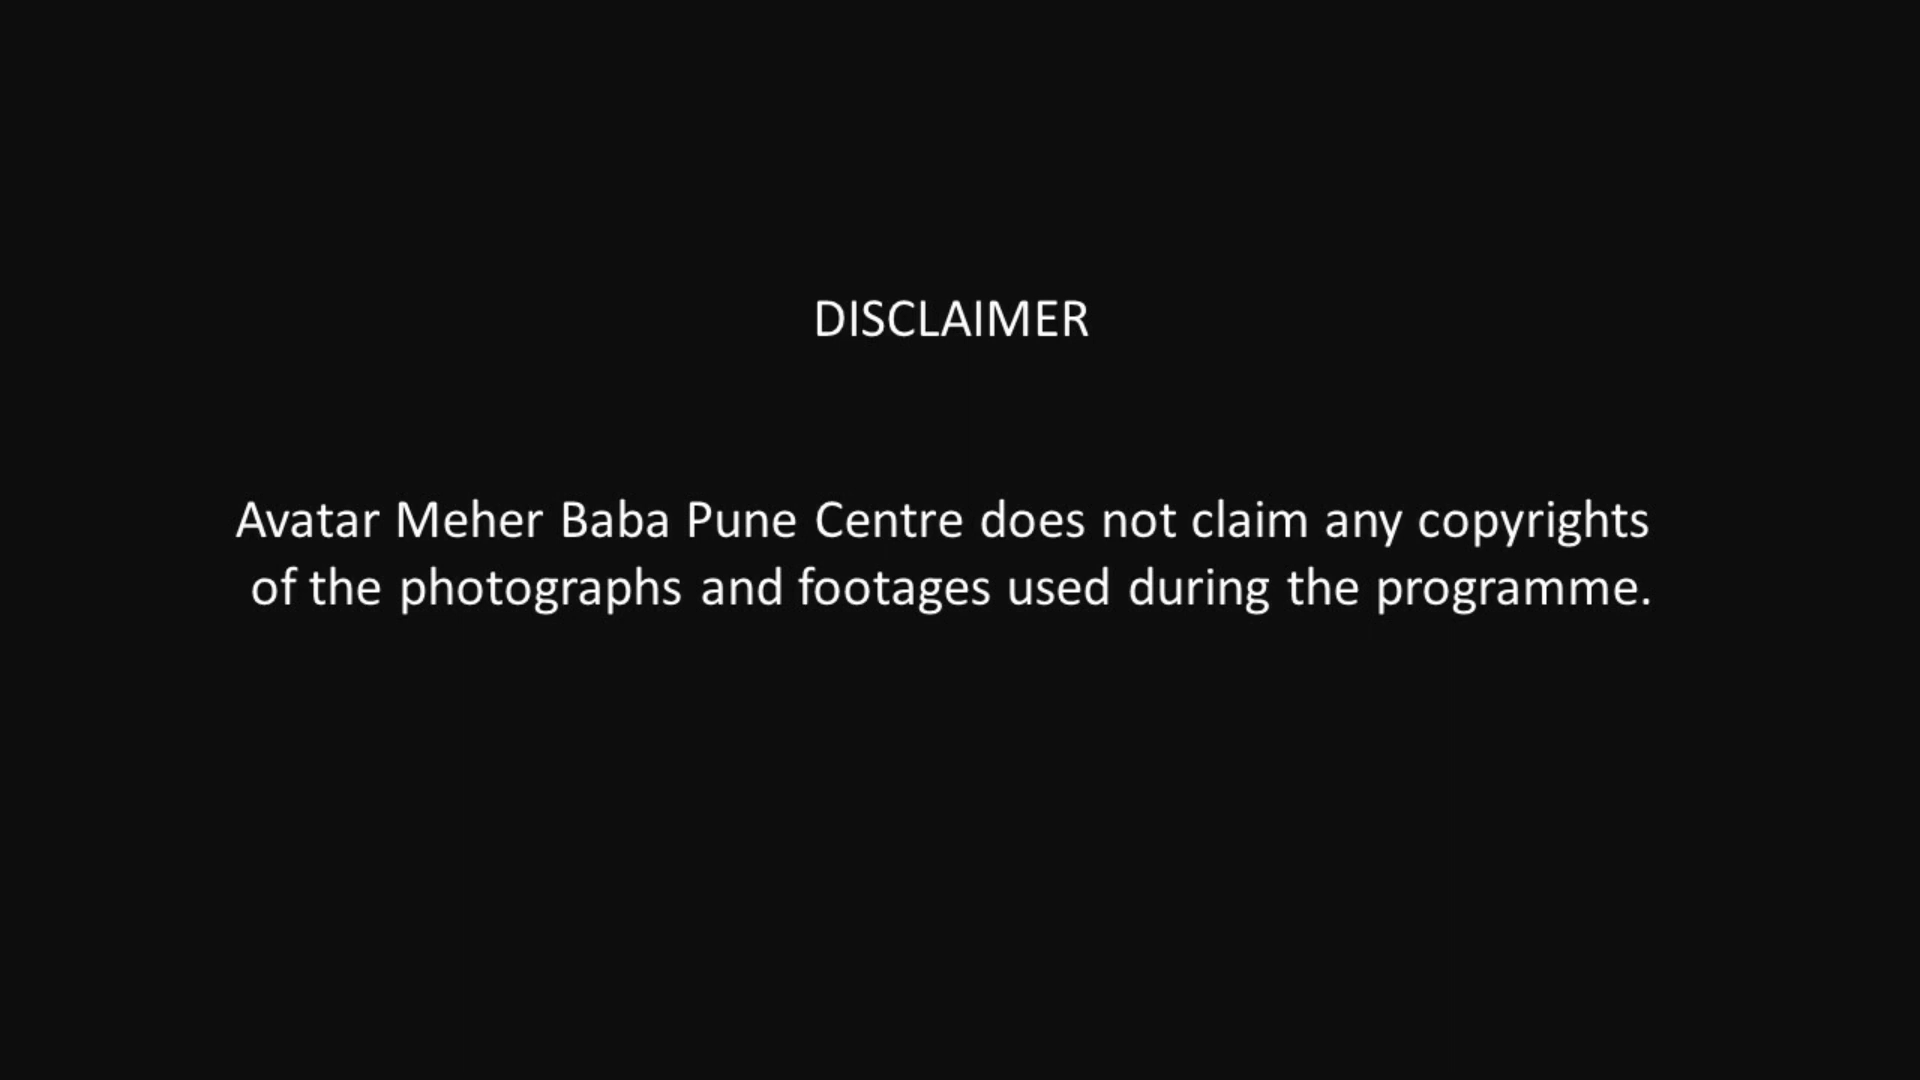 DISCLAIMER
Avatar Meher Baba Pune Centre does not claim any copyrights
of the photographs and footages used during the programme.